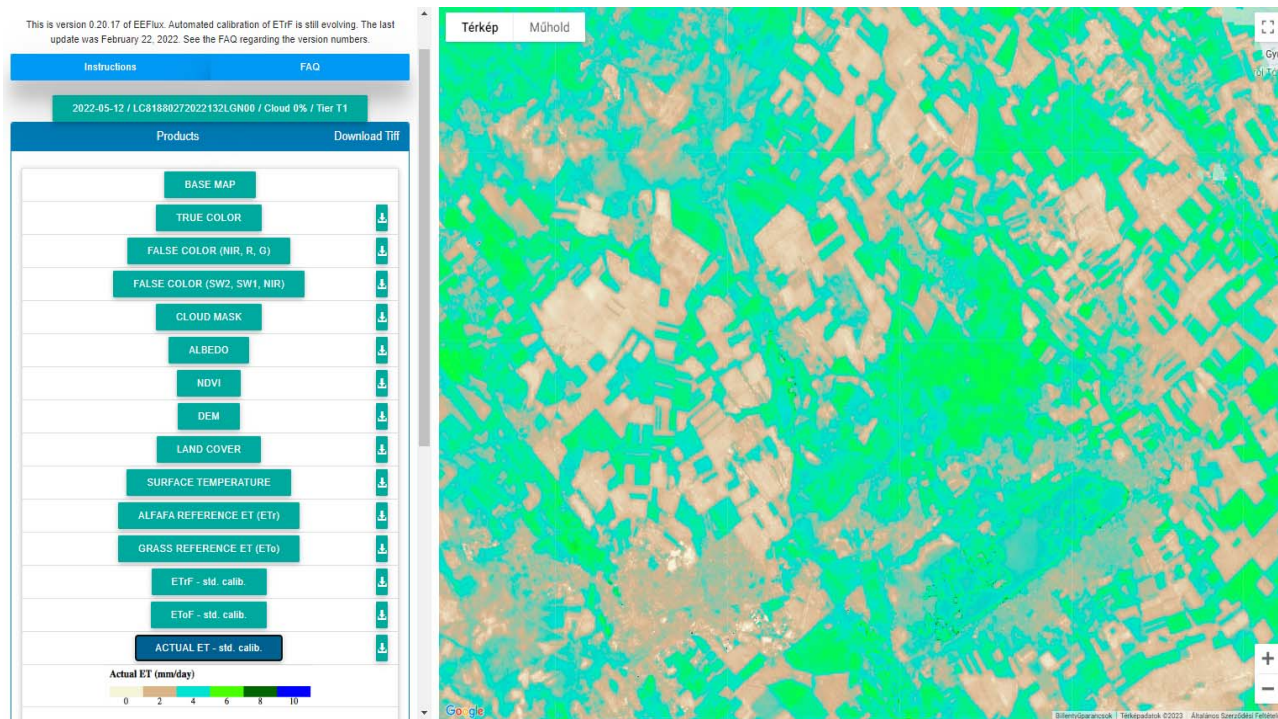 This is version 0.20.17 of EEFlux. Automated calibration of ETrF is still evolving. The last
update was February 22, 2022. See the FAQ regarding the version numbers.
Instructions FAQ
2022-05-12 / LC81880272022132LGN00 / Cloud 0% / Tier T1
Products Download Tiff
BASE MAP
TRUE COLOR
FALSE COLOR (NIR, R, G)
FALSE COLOR (SW2, SW1, NIR)
CLOUD MASK
ALBEDO
NDVI
DEM
LAND COVER
SURFACE TEMPERATURE
ALFAFA REFERENCE ET (ETr)
GRASS REFERENCE ET (ETo)
ETrF - std. calib.
EToF - std. calib.
ACTUAL ET - std. calib.
Actual ET (mm/day)
0 2 4 6 8 10
Térkép Műhold
Google
Billentyűparancsok Térképadatok ©2023 Általános Szerződési